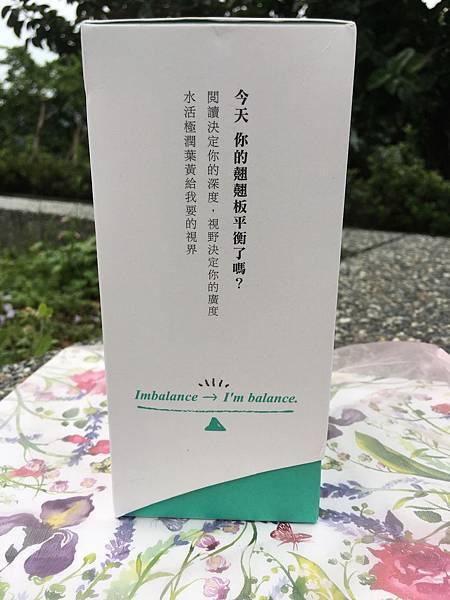 今天 你的翹翹板平衡了嗎？
閱讀決定你的深度，視野決定你的廣度
水活極潤葉黃給我要的視界
Imbalance → I'm balance.